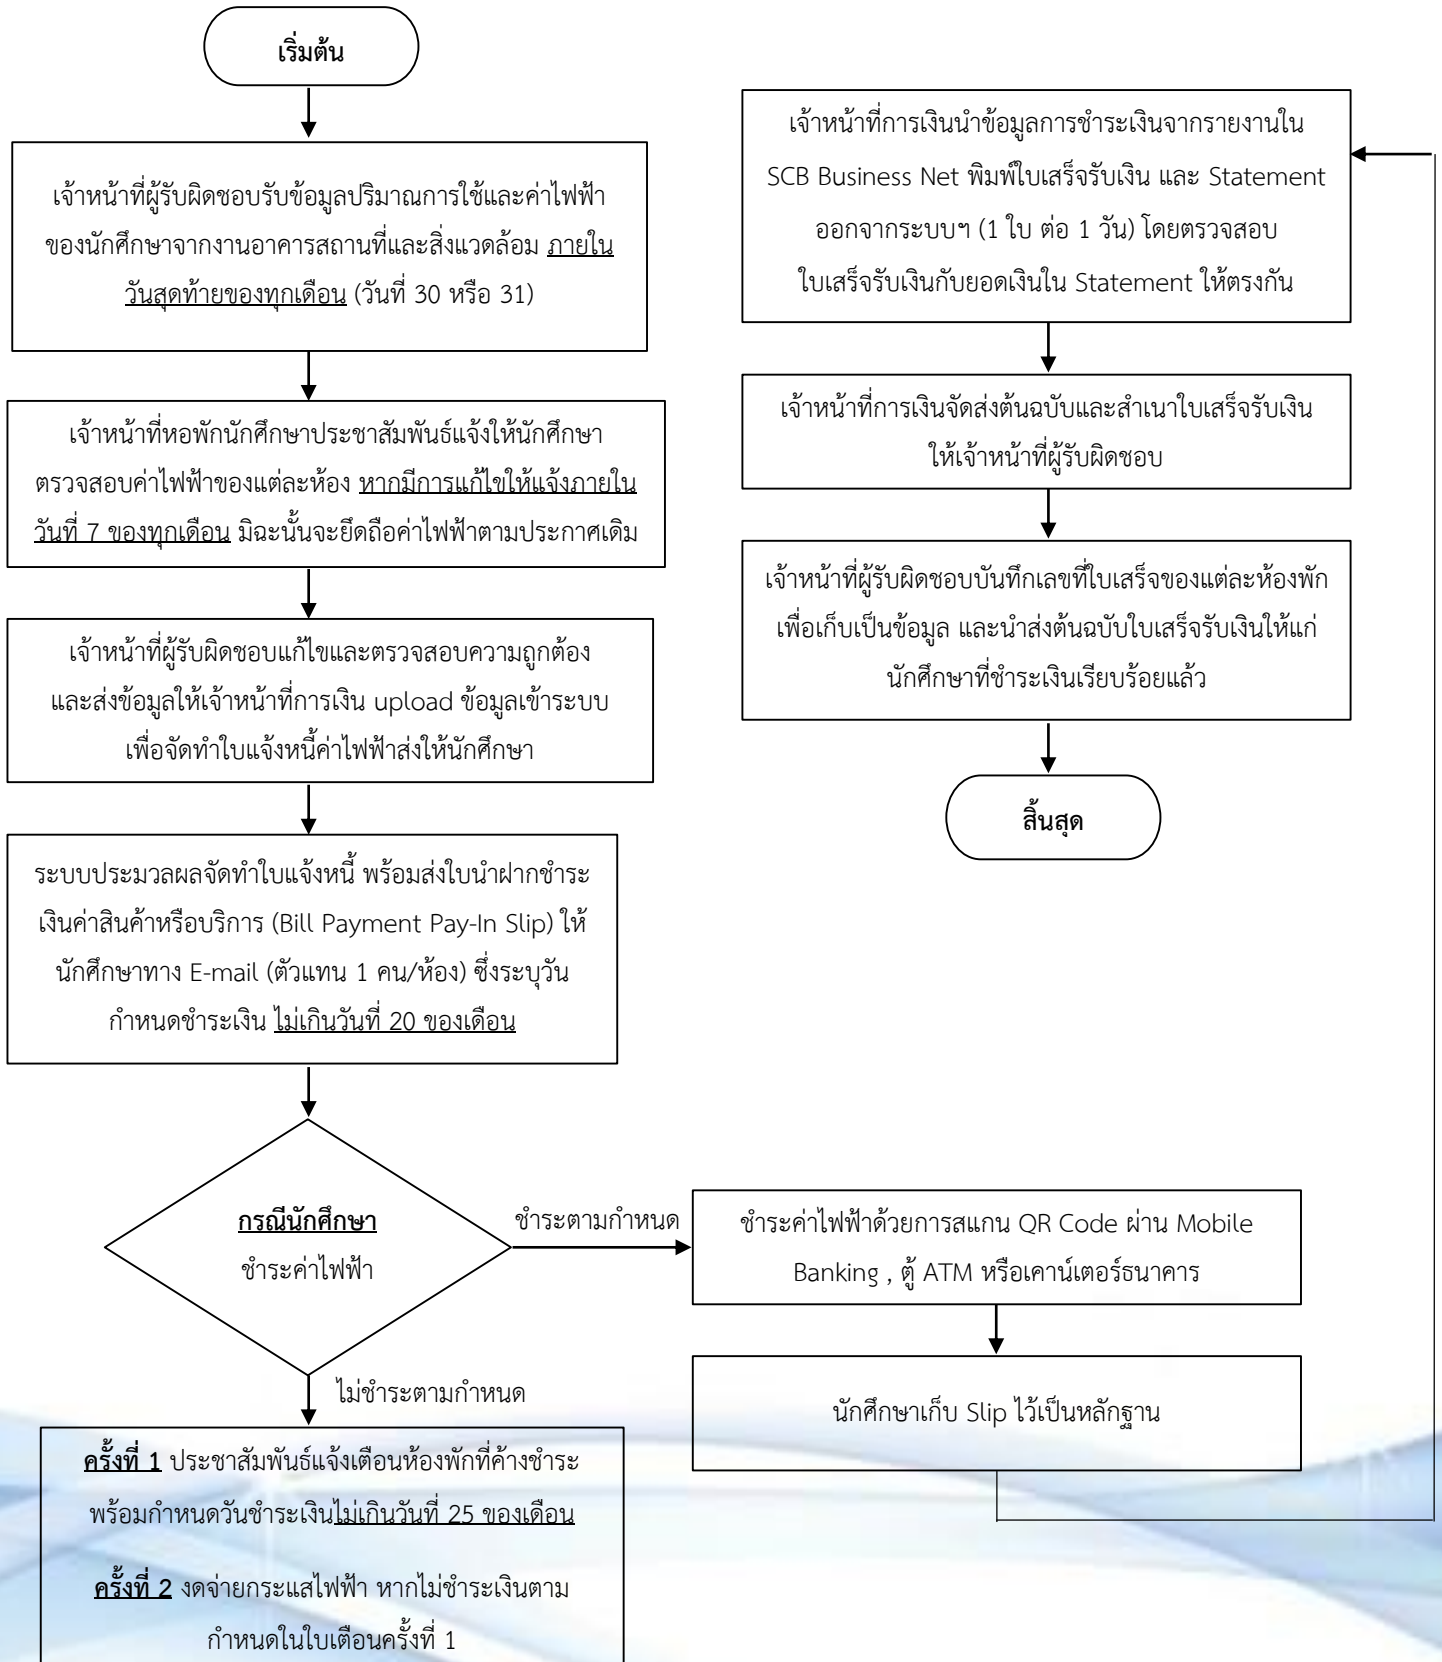 เริ่มต้น
เจ้าหน้าที่ผู้รับผิดชอบรับข้อมูลปริมาณการใช้และค่าไฟฟ้า
ของนักศึกษาจากงานอาคารสถานที่และสิ่งแวดล้อม ภายใน
วันสุดท้ายของทุกเดือน (วันที่ 30 หรือ 31)
เจ้าหน้าที่หอพักนักศึกษาประชาสัมพันธ์แจ้งให้นักศึกษา
ตรวจสอบค่าไฟฟ้าของแต่ละห้อง หากมีการแก้ไขให้แจ้งภายใน
วันที่ 7 ของทุกเดือน มิฉะนั้นจะยึดถือค่าไฟฟ้าตามประกาศเดิม
เจ้าหน้าที่ผู้รับผิดชอบแก้ไขและตรวจสอบความถูกต้อง
และส่งข้อมูลให้เจ้าหน้าที่การเงิน upload ข้อมูลเข้าระบบ
เพื่อจัดทำใบแจ้งหนี้ค่าไฟฟ้าส่งให้นักศึกษา
ระบบประมวลผลจัดทำใบแจ้งหนี้ พร้อมส่งใบนำฝากชำระ
เงินค่าสินค้าหรือบริการ (Bill Payment Pay-In Slip) ให้
นักศึกษาทาง E-mail (ตัวแทน 1 คน/ห้อง) ซึ่งระบุวัน
กำหนดชำระเงิน ไม่เกินวันที่ 20 ของเดือน
กรณีนักศึกษา
ชำระค่าไฟฟ้า
ชำระตามกำหนด
ไม่ชำระตามกำหนด
ครั้งที่ 1 ประชาสัมพันธ์แจ้งเตือนห้องพักที่ค้างชำระ
พร้อมกำหนดวันชำระเงินไม่เกินวันที่ 25 ของเดือน
ครั้งที่ 2 งดจ่ายกระแสไฟฟ้า หากไม่ชำระเงินตาม
กำหนดในใบเตือนครั้งที่ 1
ชำระค่าไฟฟ้าด้วยการสแกน QR Code ผ่าน Mobile
Banking , ตู้ ATM หรือเคาน์เตอร์ธนาคาร
นักศึกษาเก็บ Slip ไว้เป็นหลักฐาน
เจ้าหน้าที่การเงินนำข้อมูลการชำระเงินจากรายงานใน
SCB Business Net พิมพ์ใบเสร็จรับเงิน และ Statement
ออกจากระบบฯ (1 ใบ ต่อ 1 วัน) โดยตรวจสอบ
ใบเสร็จรับเงินกับยอดเงินใน Statement ให้ตรงกัน
เจ้าหน้าที่การเงินจัดส่งต้นฉบับและสำเนาใบเสร็จรับเงิน
ให้เจ้าหน้าที่ผู้รับผิดชอบ
เจ้าหน้าที่ผู้รับผิดชอบบันทึกเลขที่ใบเสร็จของแต่ละห้องพัก
เพื่อเก็บเป็นข้อมูล และนำส่งต้นฉบับใบเสร็จรับเงินให้แก่
นักศึกษาที่ชำระเงินเรียบร้อยแล้ว
สิ้นสุด